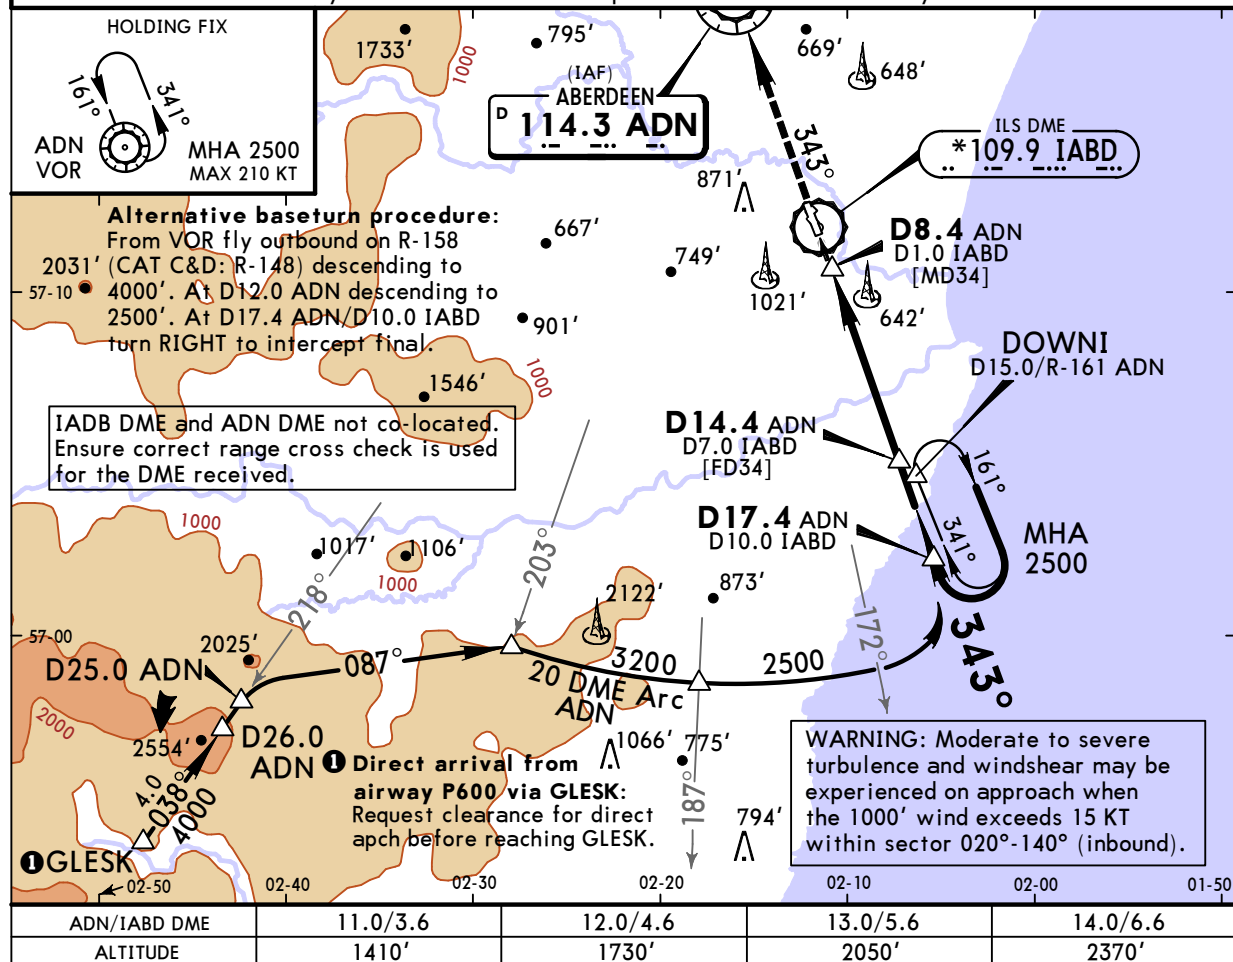 HOLDING FIX
161°
341°
ADN
VOR
MHA 2500
MAX 210 KT
1733'
1000
795'
669'
648'
(IAF)
ABERDEEN
D 114.3 ADN
343°
ILS DME
*109.9 IABD
871'
Alternative baseturn procedure:
From VOR fly outbound on R-158
(CAT C&D: R-148) descending to
4000'. At D12.0 ADN descending to
2500'. At D17.4 ADN/D10.0 IABD
turn RIGHT to intercept final.
2031'
57-10
667'
749'
901'
1021'
642'
D8.4 ADN
D1.0 IABD
[MD34]
DOWNI
D15.0/R-161 ADN
1000
1546'
IADB DME and ADN DME not co-located.
Ensure correct range cross check is used
for the DME received.
D14.4 ADN
D7.0 IABD
[FD34]
161°
341°
MHA
2500
D17.4 ADN
D10.0 IABD
1000
1017'
1106'
1000
218°
203°
873'
172°
2122'
57-00
2025'
087°
3200
2500
343°
20 DME Arc
ADN
D25.0 ADN
2000
2554'
D26.0
ADN
4.0
038°
4000
1 GLESK
1 Direct arrival from
airway P600 via GLESK:
Request clearance for direct
apch before reaching GLESK.
1066'
775'
187°
794'
WARNING: Moderate to severe
turbulence and windshear may be
experienced on approach when
the 1000' wind exceeds 15 KT
within sector 020°-140° (inbound).
02-50
02-40
02-30
02-20
02-10
02-00
01-50
ADN/IABD DME 11.0/3.6 12.0/4.6 13.0/5.6 14.0/6.6
ALTITUDE 1410' 1730' 2050' 2370'